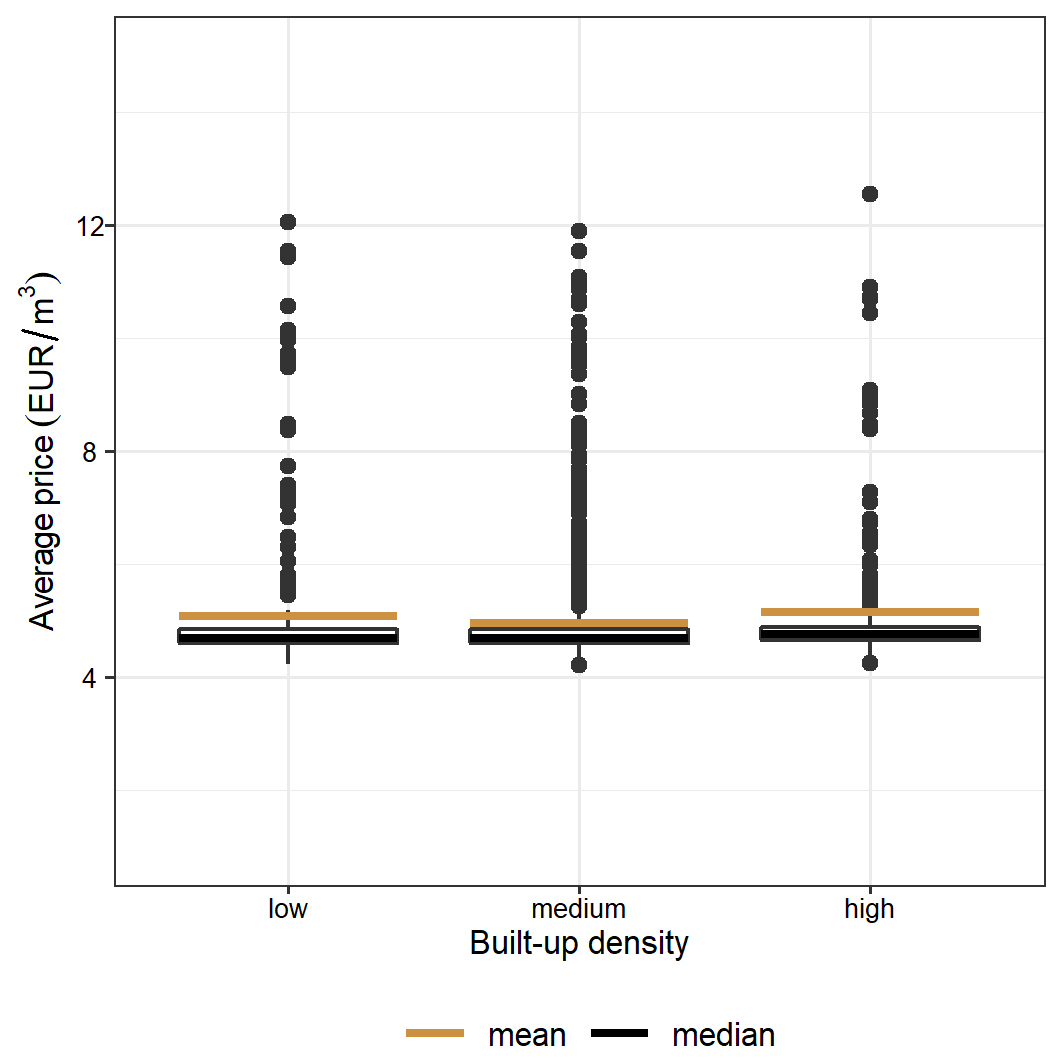 Average price (EUR/m³)
12
8
4
low medium high
Built-up density
mean median